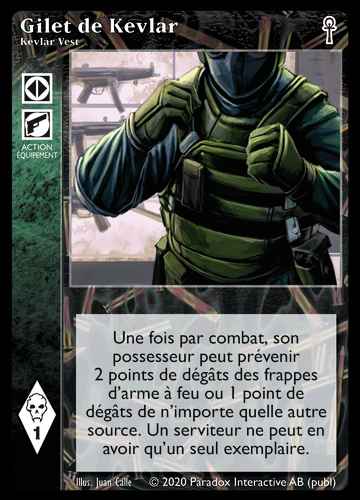 Gilet de Kevlar
Kevlar Vest
ACTION
ÉQUIPEMENT
Une fois par combat, son
possesseur peut prévenir
2 points de dégâts des frappes
d'arme à feu ou 1 point de
dégâts de n'importe quelle autre
source. Un serviteur ne peut en
avoir qu'un seul exemplaire.
1
Illus. Juan Calle © 2020 Paradox Interactive AB (publ)